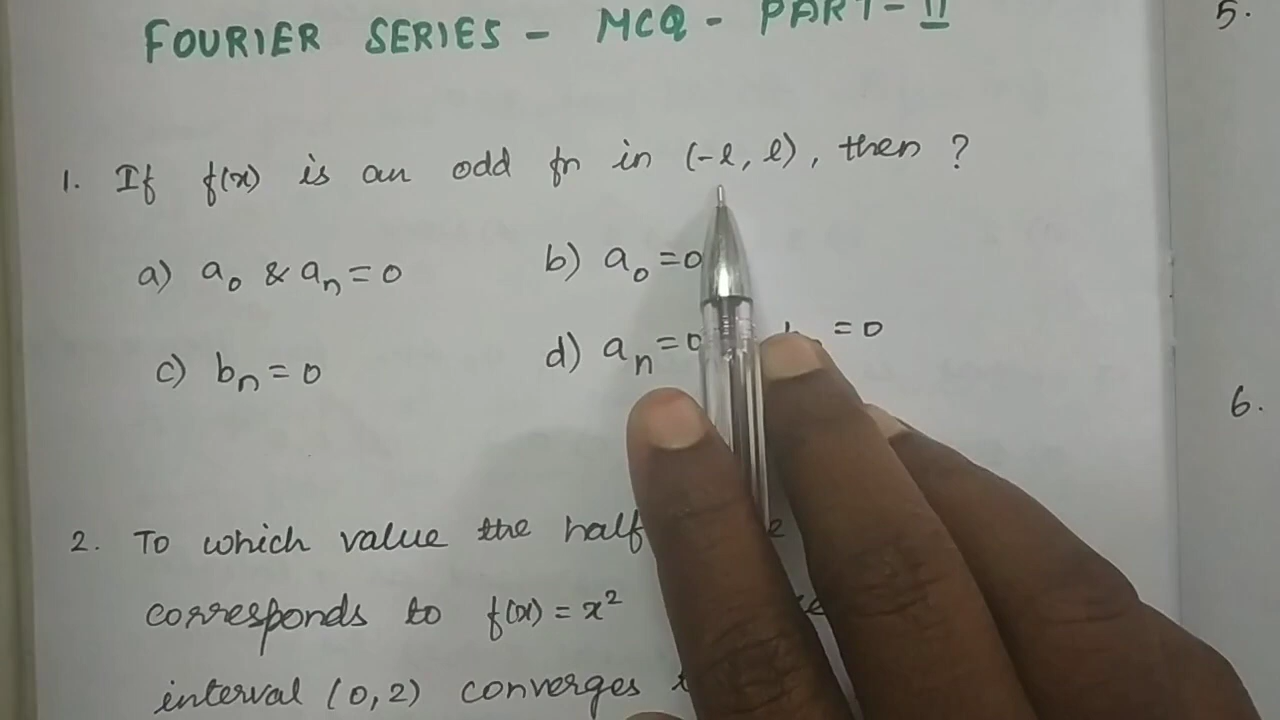 FOURIER SERIES - MCQ - PART - II
1. If f(x) is an odd fn in (-l, l), then ?
a) a₀ & aₙ = 0
b) a₀ = 0
c) bₙ = 0
d) aₙ = 0 = 0
2. To which value the half
corresponds to f(x) = x²
interval (0, 2) converges
5.
6.